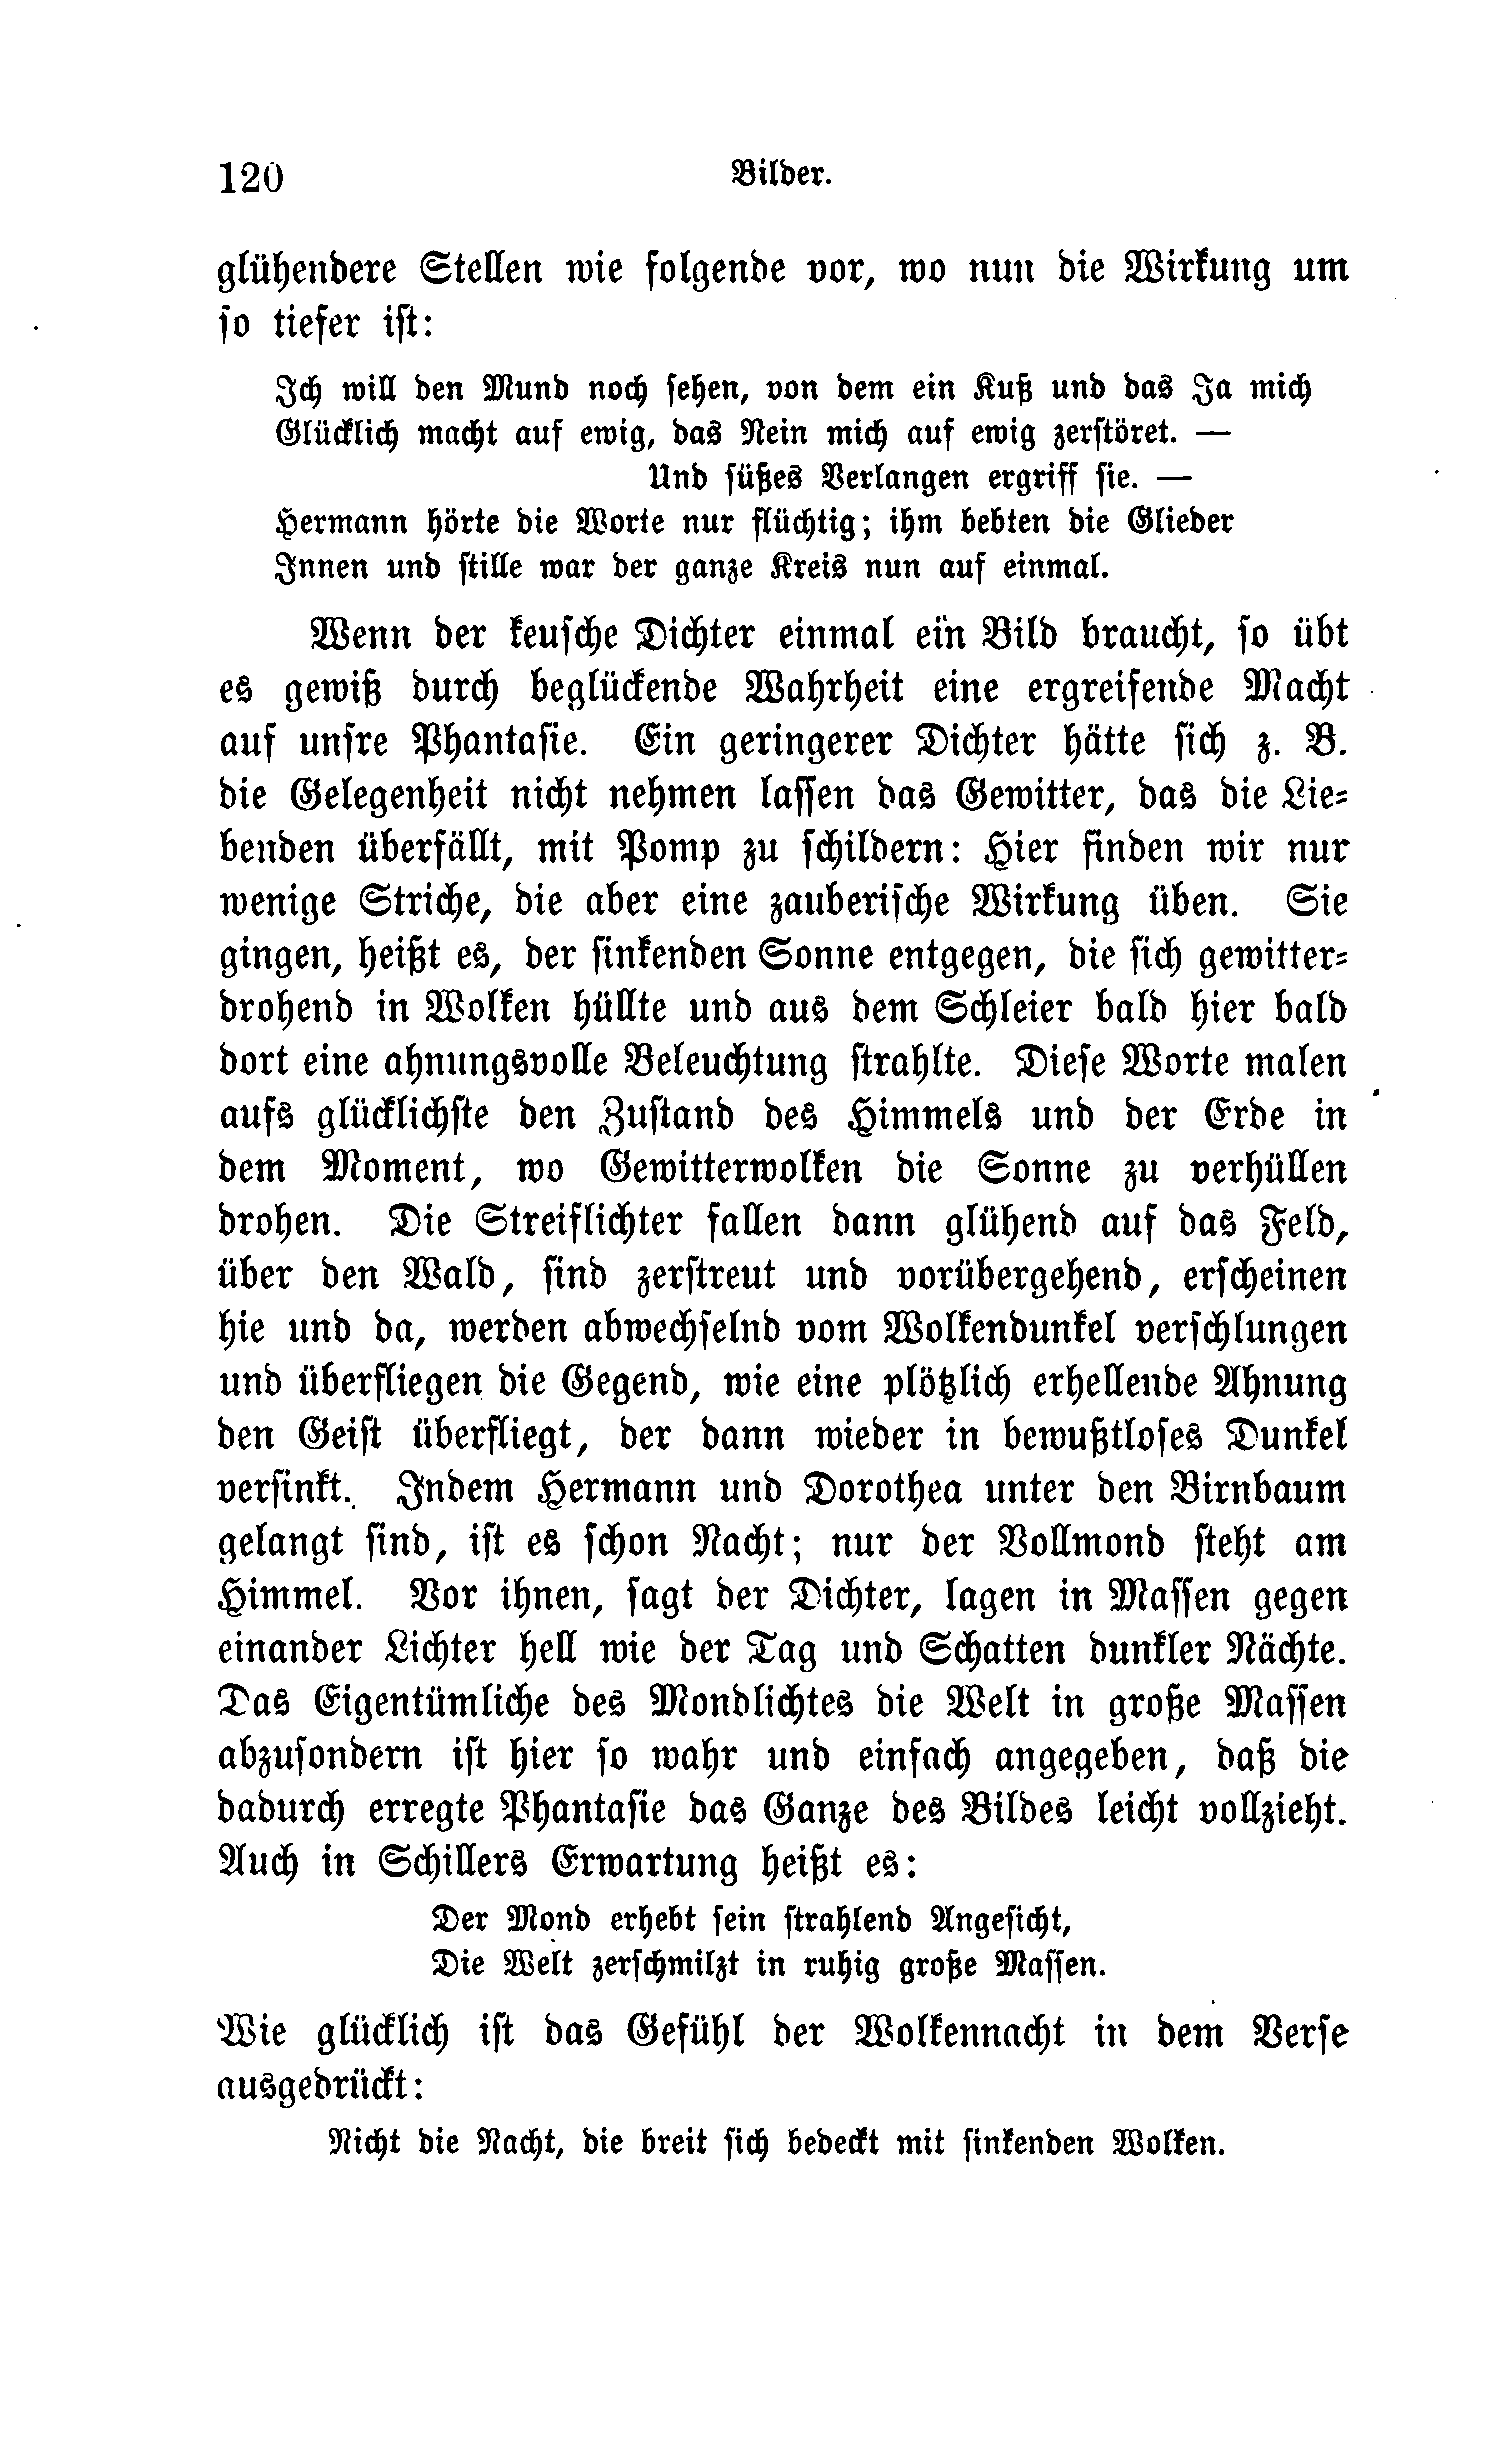 120 Bilder.
glühendere Stellen wie folgende vor, wo nun die Wirkung um
so tiefer ist:
Ich will den Mund noch sehen, von dem ein Kuß und das Ja mich
Glücklich macht auf ewig, das Nein mich auf ewig zerstöret. —
Und süßes Verlangen ergriff sie. —
Hermann hörte die Worte nur flüchtig; ihm bebten die Glieder
Innen und stille war der ganze Kreis nun auf einmal.
Wenn der keusche Dichter einmal ein Bild braucht, so übt
es gewiß durch beglückende Wahrheit eine ergreifende Macht
auf unsre Phantasie. Ein geringerer Dichter hätte sich z. B.
die Gelegenheit nicht nehmen lassen das Gewitter, das die Lie-
benden überfällt, mit Pomp zu schildern: Hier finden wir nur
wenige Striche, die aber eine zauberische Wirkung üben. Sie
gingen, heißt es, der sinkenden Sonne entgegen, die sich gewitter-
drohend in Wolken hüllte und aus dem Schleier bald hier bald
dort eine ahnungsvolle Beleuchtung strahlte. Diese Worte malen
aufs glücklichste den Zustand des Himmels und der Erde in
dem Moment, wo Gewitterwolken die Sonne zu verhüllen
drohen. Die Streiflichter fallen dann glühend auf das Feld,
über den Wald, sind zerstreut und vorübergehend, erscheinen
hie und da, werden abwechselnd vom Wolkendunkel verschlungen
und überfliegen die Gegend, wie eine plötzlich erhellende Ahnung
den Geist überfliegt, der dann wieder in bewußtloses Dunkel
versinkt. Indem Hermann und Dorothea unter den Birnbaum
gelangt sind, ist es schon Nacht; nur der Vollmond steht am
Himmel. Vor ihnen, sagt der Dichter, lagen in Massen gegen
einander Lichter hell wie der Tag und Schatten dunkler Nächte.
Das Eigentümliche des Mondlichtes die Welt in große Massen
abzusondern ist hier so wahr und einfach angegeben, daß die
dadurch erregte Phantasie das Ganze des Bildes leicht vollzieht.
Auch in Schillers Erwartung heißt es:
Der Mond erhebt sein strahlend Angesicht,
Die Welt zerschmilzt in ruhig große Massen.
Wie glücklich ist das Gefühl der Wolkennacht in dem Verse
ausgedrückt:
Nicht die Nacht, die breit sich bedeckt mit sinkenden Wolken.